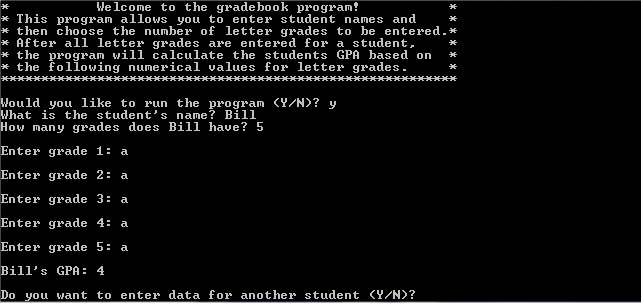 *           Welcome to the gradebook program!           *
* This program allows you to enter student names and    *
* then choose the number of letter grades to be entered.*
* After all letter grades are entered for a student,    *
* the program will calculate the students GPA based on  *
* the following numerical values for letter grades.     *
*********************************************************
Would you like to run the program (Y/N)? y
What is the student's name? Bill
How many grades does Bill have? 5
Enter grade 1: a
Enter grade 2: a
Enter grade 3: a
Enter grade 4: a
Enter grade 5: a
Bill's GPA: 4
Do you want to enter data for another student (Y/N)?